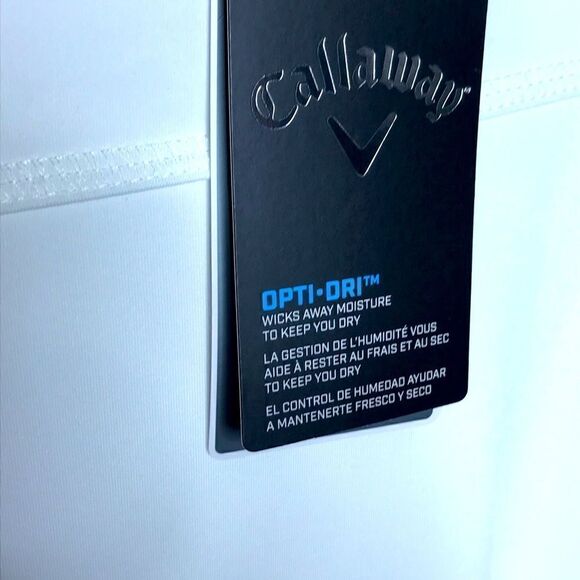 Callaway™
OPTI•DRI™
WICKS AWAY MOISTURE
TO KEEP YOU DRY
LA GESTION DE L'HUMIDITÉ VOUS
AIDE À RESTER AU FRAIS ET AU SEC
TO KEEP YOU DRY
EL CONTROL DE HUMEDAD AYUDAR
A MANTENERTE FRESCO Y SECO